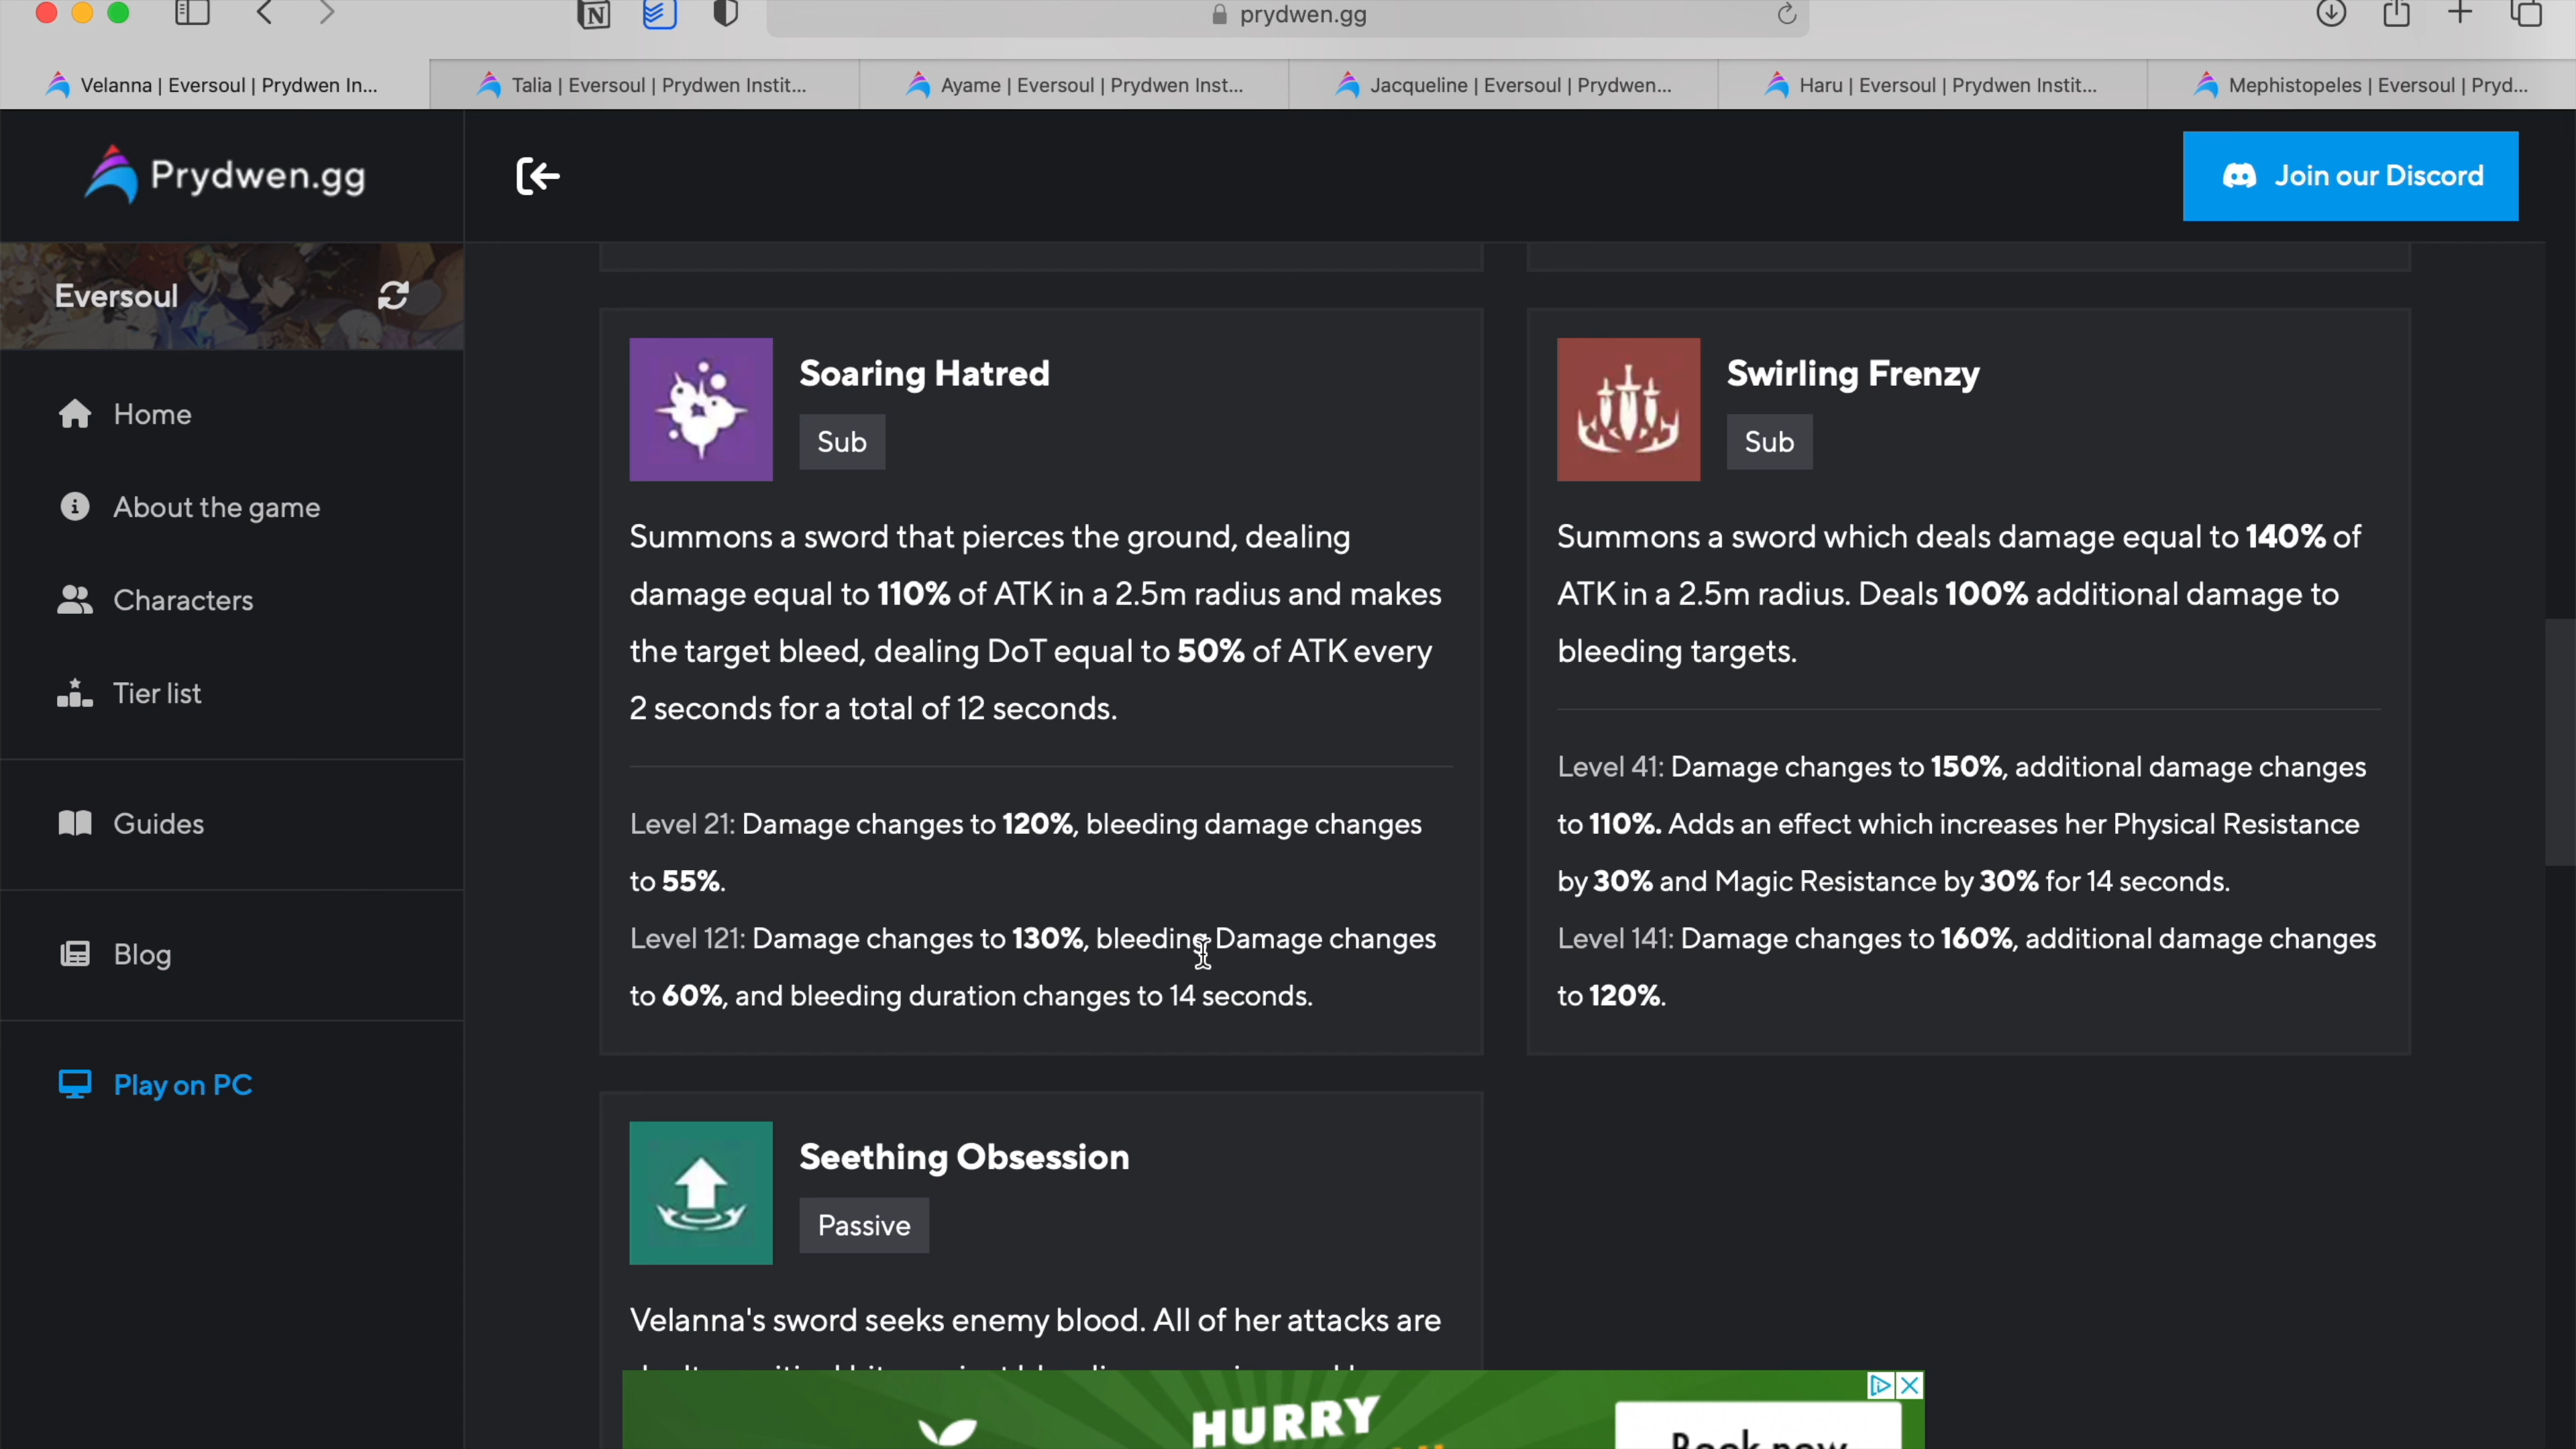 prydwen.gg
Velanna | Eversoul | Prydwen In...
Talia | Eversoul | Prydwen Instit...
Ayame | Eversoul | Prydwen Inst...
Jacqueline | Eversoul | Prydwen...
Haru | Eversoul | Prydwen Instit...
Mephistopeles | Eversoul | Pryd...
Prydwen.gg
Join our Discord
Eversoul
Home
About the game
Characters
Tier list
Guides
Blog
Play on PC
Soaring Hatred
Sub
Summons a sword that pierces the ground, dealing
damage equal to 110% of ATK in a 2.5m radius and makes
the target bleed, dealing DoT equal to 50% of ATK every
2 seconds for a total of 12 seconds.
Level 21: Damage changes to 120%, bleeding damage changes
to 55%.
Level 121: Damage changes to 130%, bleeding Damage changes
to 60%, and bleeding duration changes to 14 seconds.
Swirling Frenzy
Sub
Summons a sword which deals damage equal to 140% of
ATK in a 2.5m radius. Deals 100% additional damage to
bleeding targets.
Level 41: Damage changes to 150%, additional damage changes
to 110%. Adds an effect which increases her Physical Resistance
by 30% and Magic Resistance by 30% for 14 seconds.
Level 141: Damage changes to 160%, additional damage changes
to 120%.
Seething Obsession
Passive
Velanna's sword seeks enemy blood. All of her attacks are
HURRY
Book now